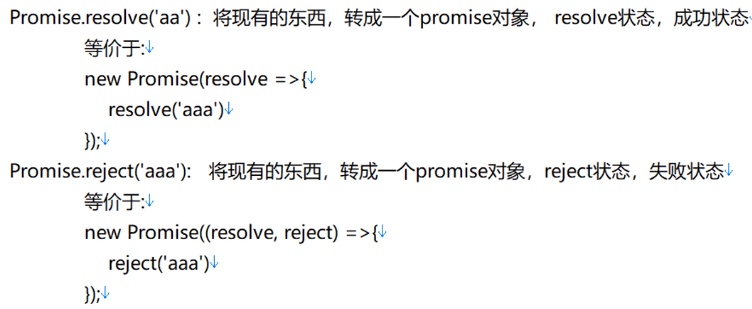 Promise.resolve('aa') ：将现有的东西，转成一个promise对象， resolve状态，成功状态
等价于:
new Promise(resolve =>{
resolve('aaa')
});
Promise.reject('aaa'): 将现有的东西，转成一个promise对象，reject状态，失败状态
等价于:
new Promise((resolve, reject) =>{
reject('aaa')
});